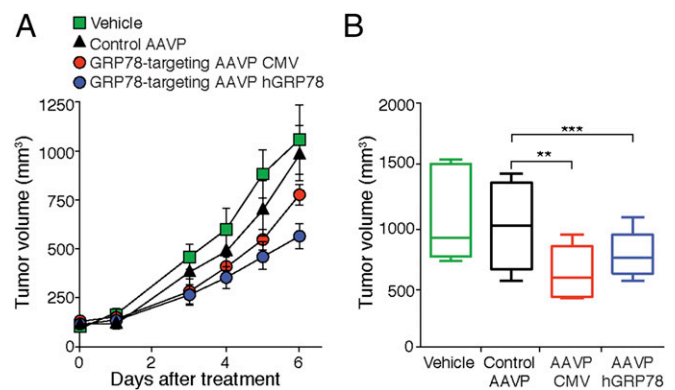 A
Vehicle
Control AAVP
GRP78-targeting AAVP CMV
GRP78-targeting AAVP hGRP78
1250
1000
750
500
250
0
Tumor volume (mm³)
0 2 4 6
Days after treatment
B
2000
1500
1000
500
0
Tumor volume (mm³)
***
**
Vehicle Control AAVP AAVP
AAVP CMV hGRP78